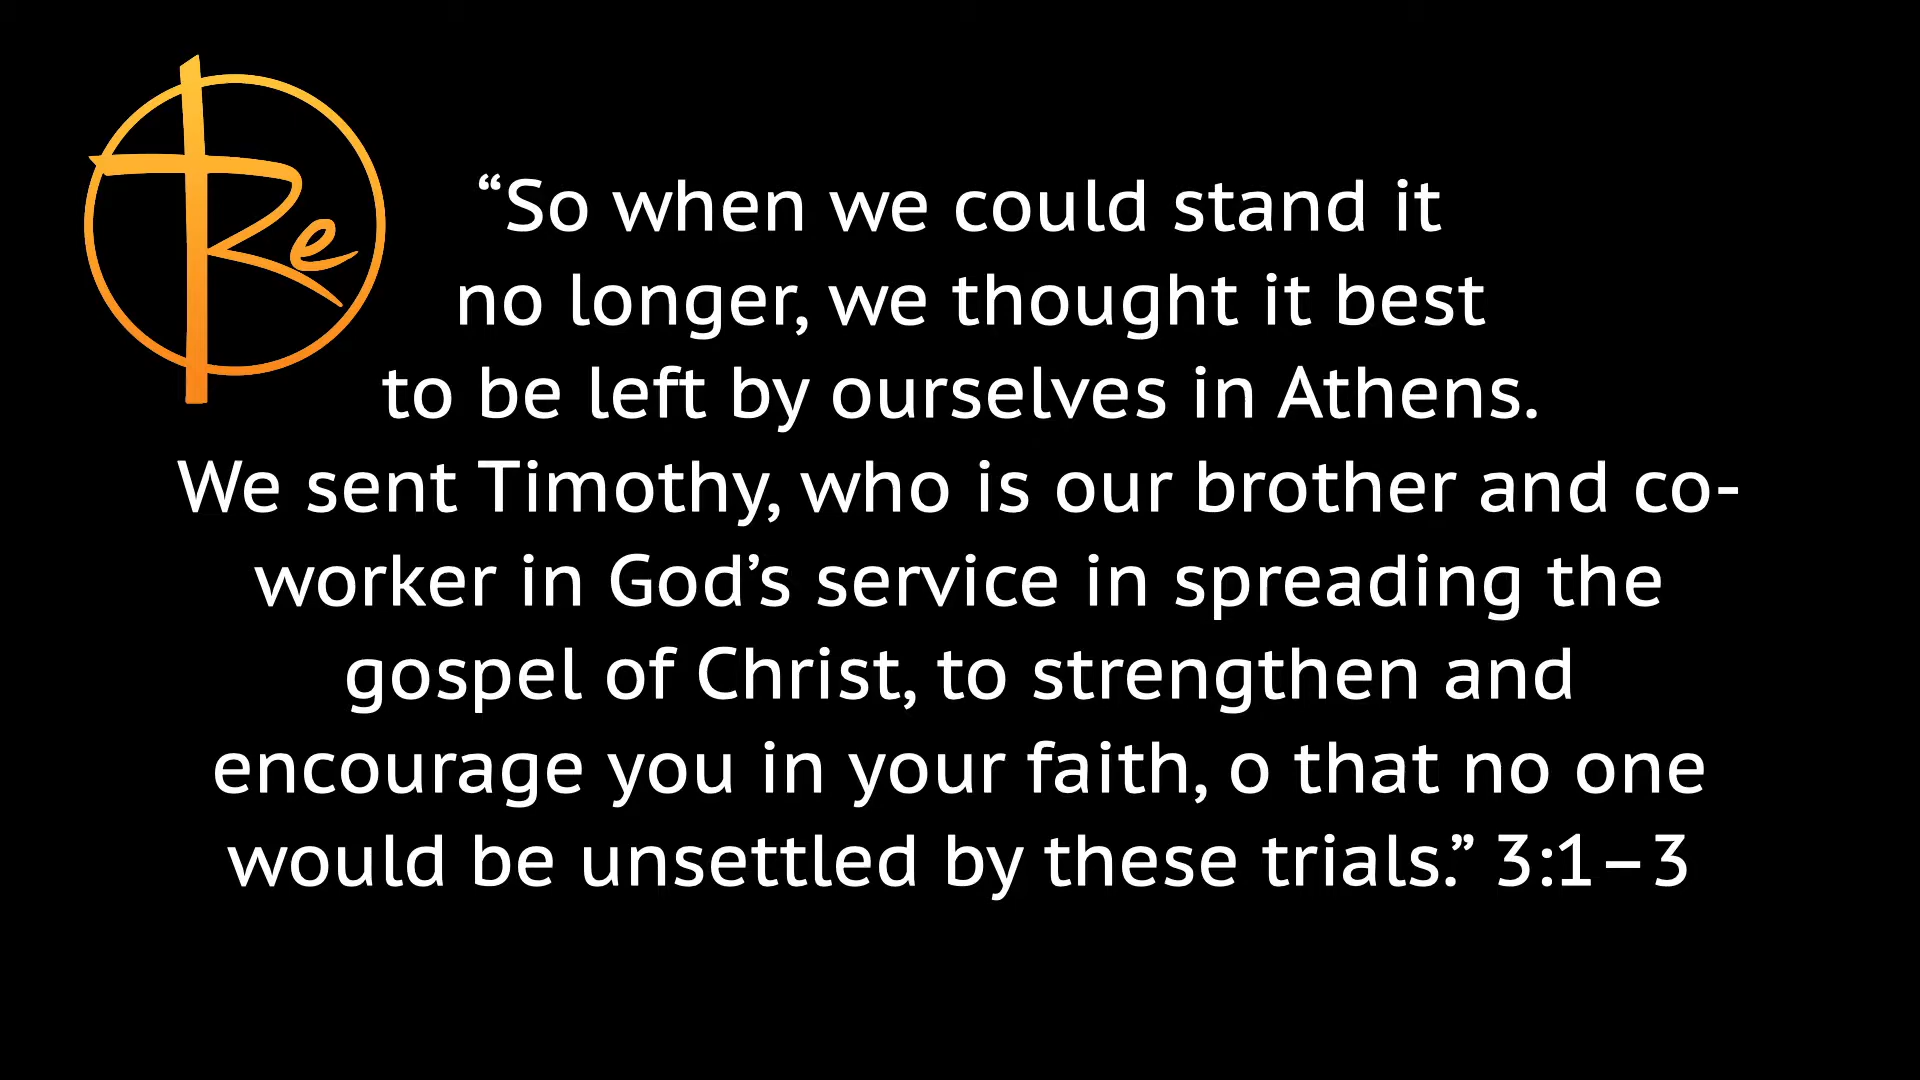 Re
“So when we could stand it
no longer, we thought it best
to be left by ourselves in Athens.
We sent Timothy, who is our brother and co-
worker in God’s service in spreading the
gospel of Christ, to strengthen and
encourage you in your faith, o that no one
would be unsettled by these trials.” 3:1–3